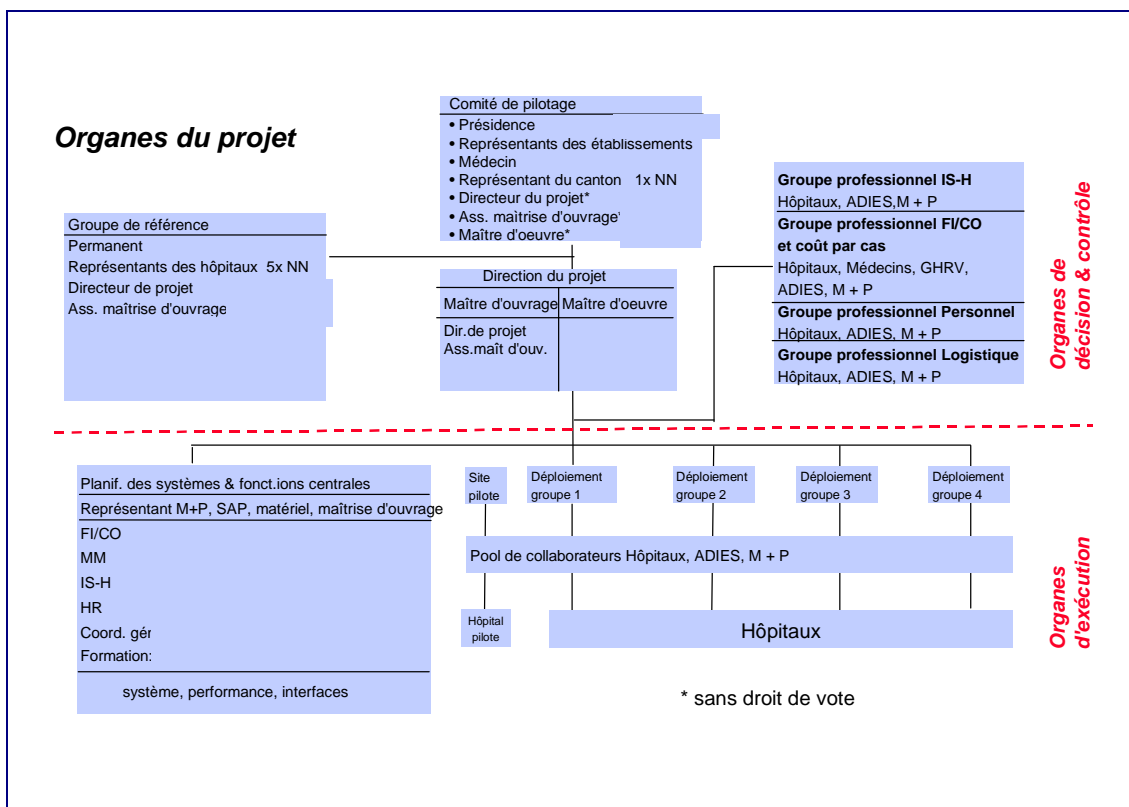 Organes du projet
Comité de pilotage
• Présidence
• Représentants des établissements
• Médecin
• Représentant du canton 1x NN
• Directeur du projet*
• Ass. maîtrise d'ouvrage'
• Maître d'oeuvre*
Groupe de référence
Permanent
Représentants des hôpitaux 5x NN
Directeur de projet
Ass. maîtrise d'ouvrage
Direction du projet
Maître d'ouvrage
Maître d'oeuvre
Dir.de projet
Ass.maît d'ouv.
Groupe professionnel IS-H
Hôpitaux, ADIES,M + P
Groupe professionnel FI/CO
et coût par cas
Hôpitaux, Médecins, GHRV,
ADIES, M + P
Groupe professionnel Personnel
Hôpitaux, ADIES, M + P
Groupe professionnel Logistique
Hôpitaux, ADIES, M + P
Organes de
décision & contrôle
Planif. des systèmes & fonct.ions centrales
Représentant M+P, SAP, matériel, maîtrise d'ouvrage
FI/CO
MM
IS-H
HR
Coord. gér
Formation:
système, performance, interfaces
Site
pilote
Déploiement
groupe 1
Déploiement
groupe 2
Déploiement
groupe 3
Déploiement
groupe 4
Pool de collaborateurs Hôpitaux, ADIES, M + P
Hôpital
pilote
Hôpitaux
Organes
d'exécution
* sans droit de vote